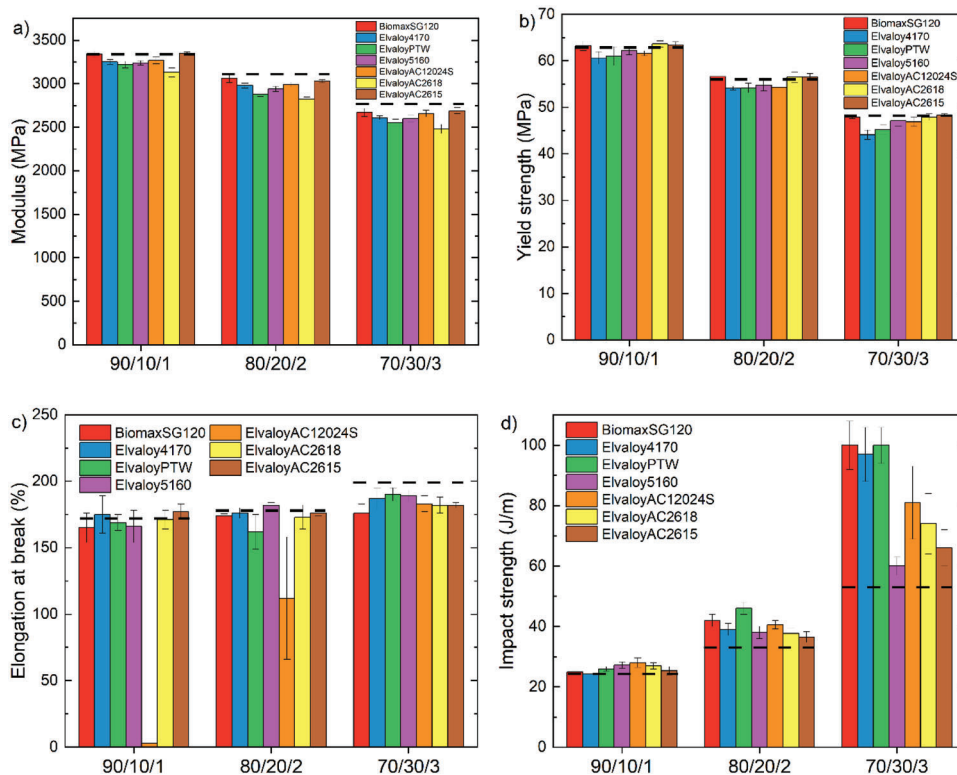 a)
Modulus (MPa)
3500
3000
2500
2000
1500
1000
500
0
BiomaxSG120
Elvaloy4170
ElvaloyPTW
Elvaloy5160
ElvaloyAC12024S
ElvaloyAC2618
ElvaloyAC2615
90/10/1
80/20/2
70/30/3
b)
Yield strength (MPa)
70
60
50
40
30
20
10
0
BiomaxSG120
Elvaloy4170
ElvaloyPTW
Elvaloy5160
ElvaloyAC12024S
ElvaloyAC2618
ElvaloyAC2615
90/10/1
80/20/2
70/30/3
c)
Elongation at break (%)
250
200
150
100
50
0
BiomaxSG120
Elvaloy4170
ElvaloyPTW
Elvaloy5160
ElvaloyAC12024S
ElvaloyAC2618
ElvaloyAC2615
90/10/1
80/20/2
70/30/3
d)
Impact strength (J/m)
100
80
60
40
20
0
BiomaxSG120
Elvaloy4170
ElvaloyPTW
Elvaloy5160
ElvaloyAC12024S
ElvaloyAC2618
ElvaloyAC2615
90/10/1
80/20/2
70/30/3